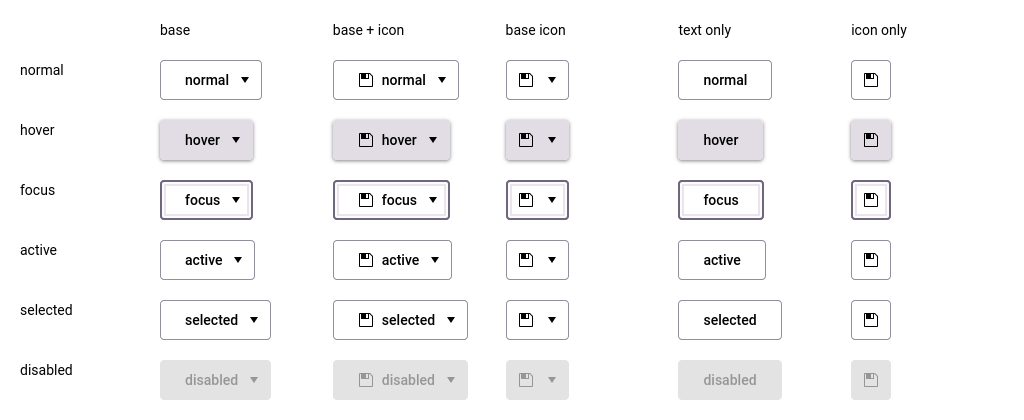 base base + icon base icon text only icon only
normal normal normal normal
hover hover hover hover
focus focus focus focus
active active active active
selected selected selected selected
disabled disabled disabled disabled